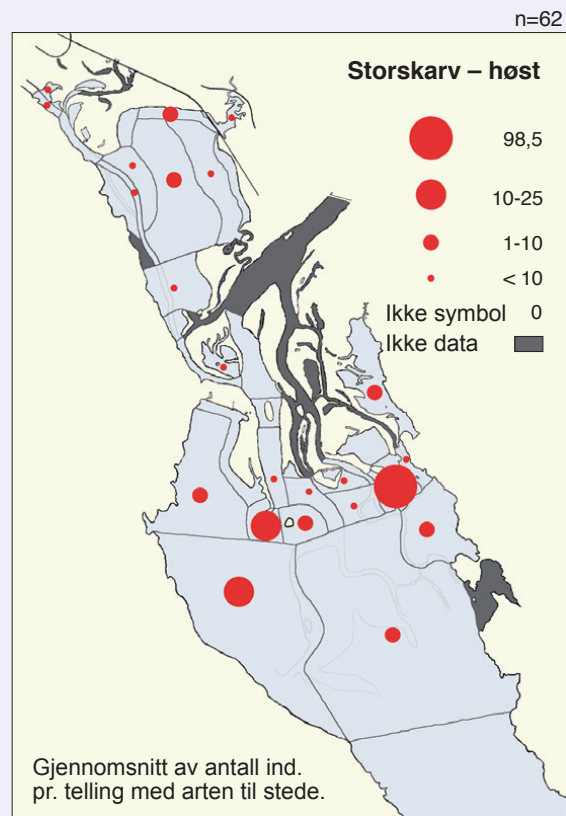 n=62
Storskarv – høst
98,5
10-25
1-10
< 10
Ikke symbol 0
Ikke data
Gjennomsnitt av antall ind.
pr. telling med arten til stede.